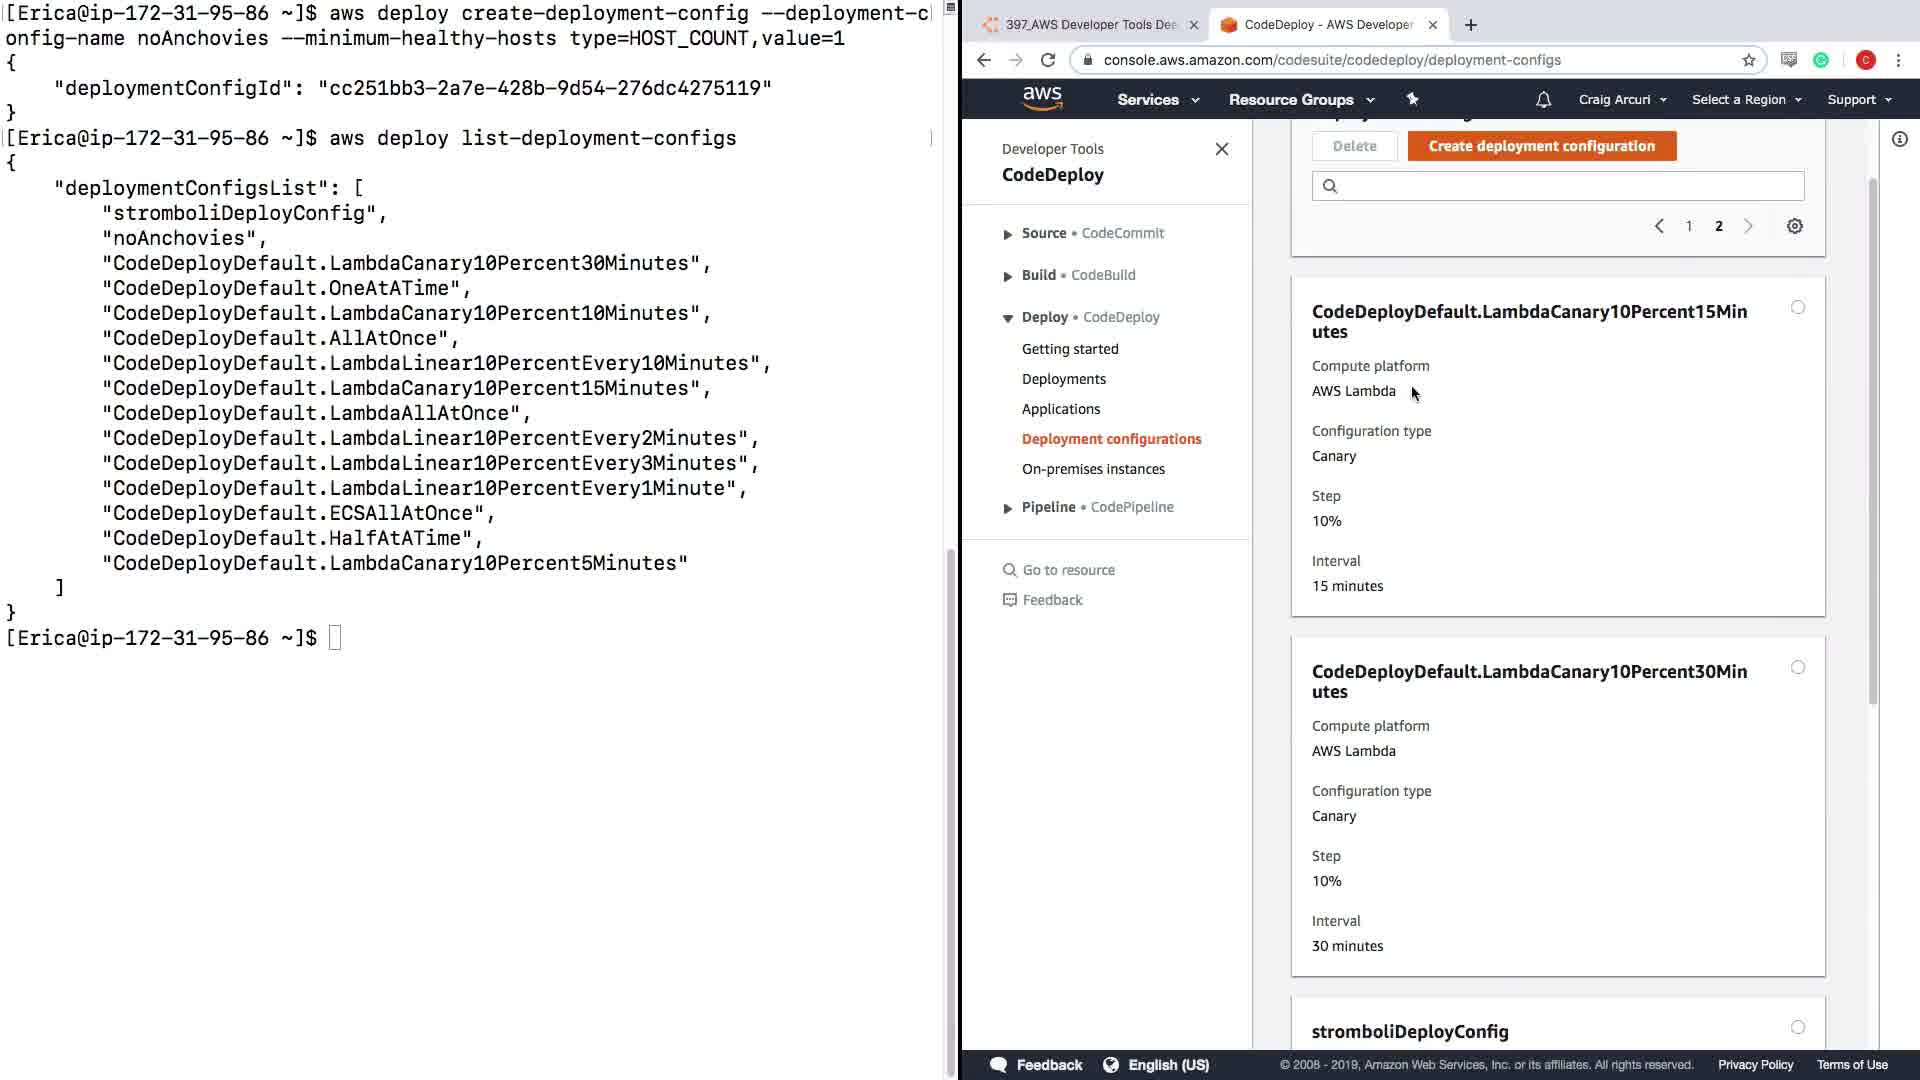 [Erica@ip-172-31-95-86 ~]$ aws deploy create-deployment-config --deployment-c
onfig-name noAnchovies --minimum-healthy-hosts type=HOST_COUNT,value=1
{
"deploymentConfigId": "cc251bb3-2a7e-428b-9d54-276dc4275119"
}
[Erica@ip-172-31-95-86 ~]$ aws deploy list-deployment-configs
{
"deploymentConfigsList": [
"stromboliDeployConfig",
"noAnchovies",
"CodeDeployDefault.LambdaCanary10Percent30Minutes",
"CodeDeployDefault.OneAtATime",
"CodeDeployDefault.LambdaCanary10Percent10Minutes",
"CodeDeployDefault.AllAtOnce",
"CodeDeployDefault.LambdaLinear10PercentEvery10Minutes",
"CodeDeployDefault.LambdaCanary10Percent15Minutes",
"CodeDeployDefault.LambdaAllAtOnce",
"CodeDeployDefault.LambdaLinear10PercentEvery2Minutes",
"CodeDeployDefault.LambdaLinear10PercentEvery3Minutes",
"CodeDeployDefault.LambdaLinear10PercentEvery1Minute",
"CodeDeployDefault.ECSAllAtOnce",
"CodeDeployDefault.HalfAtATime",
"CodeDeployDefault.LambdaCanary10Percent5Minutes"
]
}
[Erica@ip-172-31-95-86 ~]$
397_AWS Developer Tools Dee
CodeDeploy - AWS Developer
console.aws.amazon.com/codesuite/codedeploy/deployment-configs
C
aws
Services
Resource Groups
Craig Arcuri
Select a Region
Support
Developer Tools
CodeDeploy
Source • CodeCommit
Build • CodeBuild
Deploy • CodeDeploy
Getting started
Deployments
Applications
Deployment configurations
On-premises instances
Pipeline • CodePipeline
Go to resource
Feedback
Delete
Create deployment configuration
1
2
CodeDeployDefault.LambdaCanary10Percent15Min
utes
Compute platform
AWS Lambda
Configuration type
Canary
Step
10%
Interval
15 minutes
CodeDeployDefault.LambdaCanary10Percent30Min
utes
Compute platform
AWS Lambda
Configuration type
Canary
Step
10%
Interval
30 minutes
stromboliDeployConfig
Feedback
English (US)
© 2008 - 2019, Amazon Web Services, Inc. or its affiliates. All rights reserved.
Privacy Policy
Terms of Use